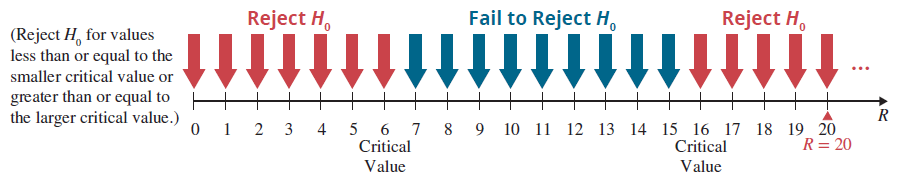 Reject H₀ Fail to Reject H₀ Reject H₀
(Reject H₀ for values
less than or equal to the
smaller critical value or
greater than or equal to
the larger critical value.)
...
0 1 2 3 4 5 6 7 8 9 10 11 12 13 14 15 16 17 18 19 20 R
Critical Value
Critical Value
R = 20